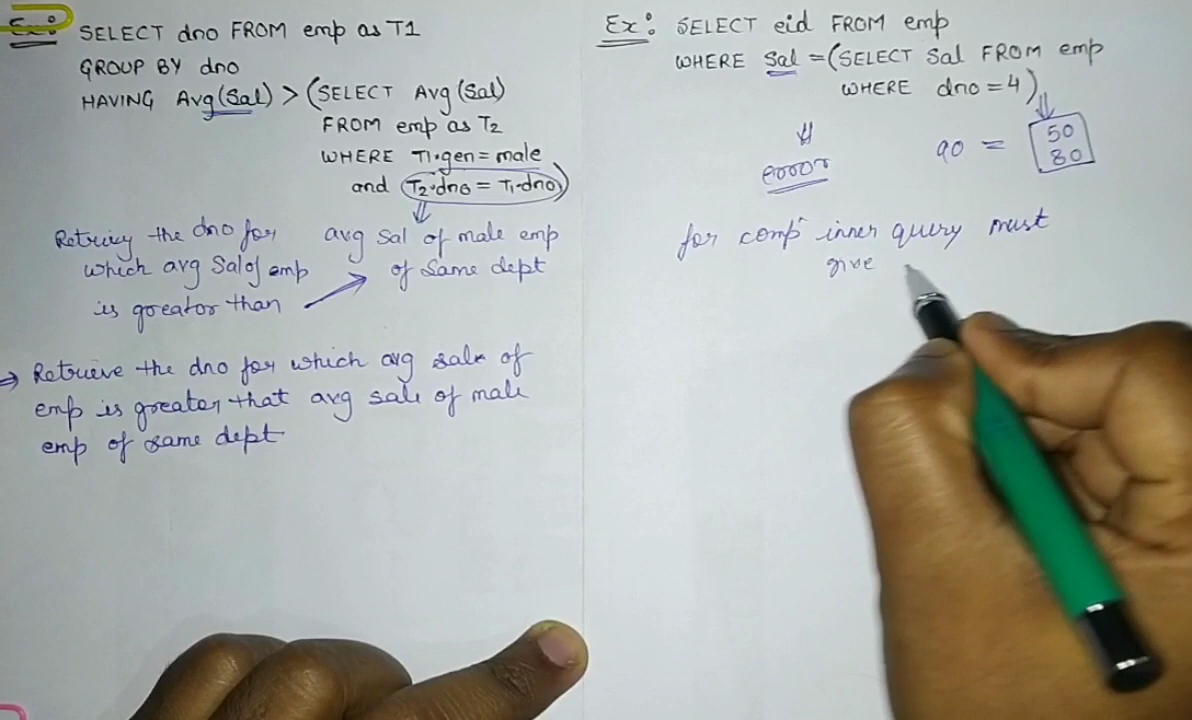 Ex:
SELECT dno FROM emp as T1
GROUP BY dno
HAVING Avg(Sal) > (SELECT Avg(Sal)
FROM emp as T2
WHERE T1.gen = male
and T2.dno = T1.dno)
Retriey the dno for
which avg Sal of emp
is greator than
avg sal of male emp
of same dept
⇒ Retrieve the dno for which avg sale of
emp is greater that avg sale of male
emp of same dept
Ex: SELECT eid FROM emp
WHERE Sal = (SELECT Sal FROM emp
WHERE dno = 4)
error
90 = 50
80
for comp inner query must
give